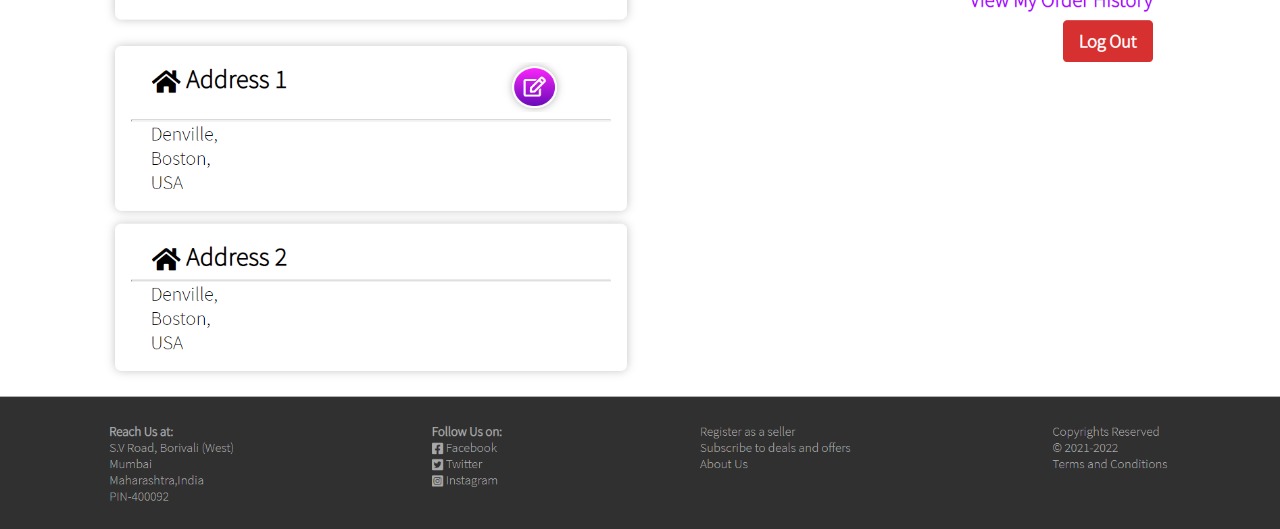 View My Order History
Log Out
Address 1
Denville,
Boston,
USA
Address 2
Denville,
Boston,
USA
Reach Us at:
S.V Road, Borivali (West)
Mumbai
Maharashtra,India
PIN-400092
Follow Us on:
Facebook
Twitter
Instagram
Register as a seller
Subscribe to deals and offers
About Us
Copyrights Reserved
© 2021-2022
Terms and Conditions